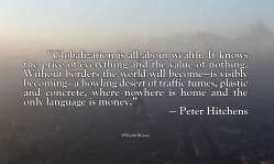 "Globalization is all about wealth. It knows
the price of everything and the value of nothing.
Without borders the world will become—is visibly
becoming—a howling desert of traffic fumes, plastic
and concrete, where nowhere is home and the
only language is money."
— Peter Hitchens